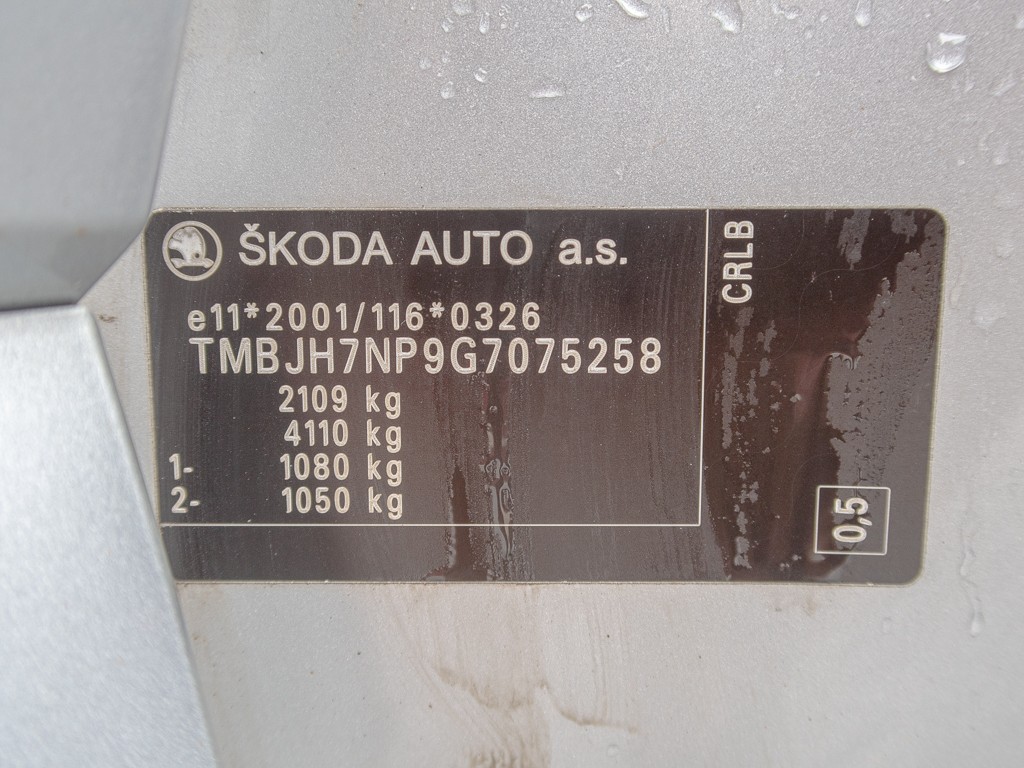 ŠKODA AUTO a.s.
e11*2001/116*0326
TMBJH7NP9G7075258
2109 kg
4110 kg
1- 1080 kg
2- 1050 kg
CRLB
0,5